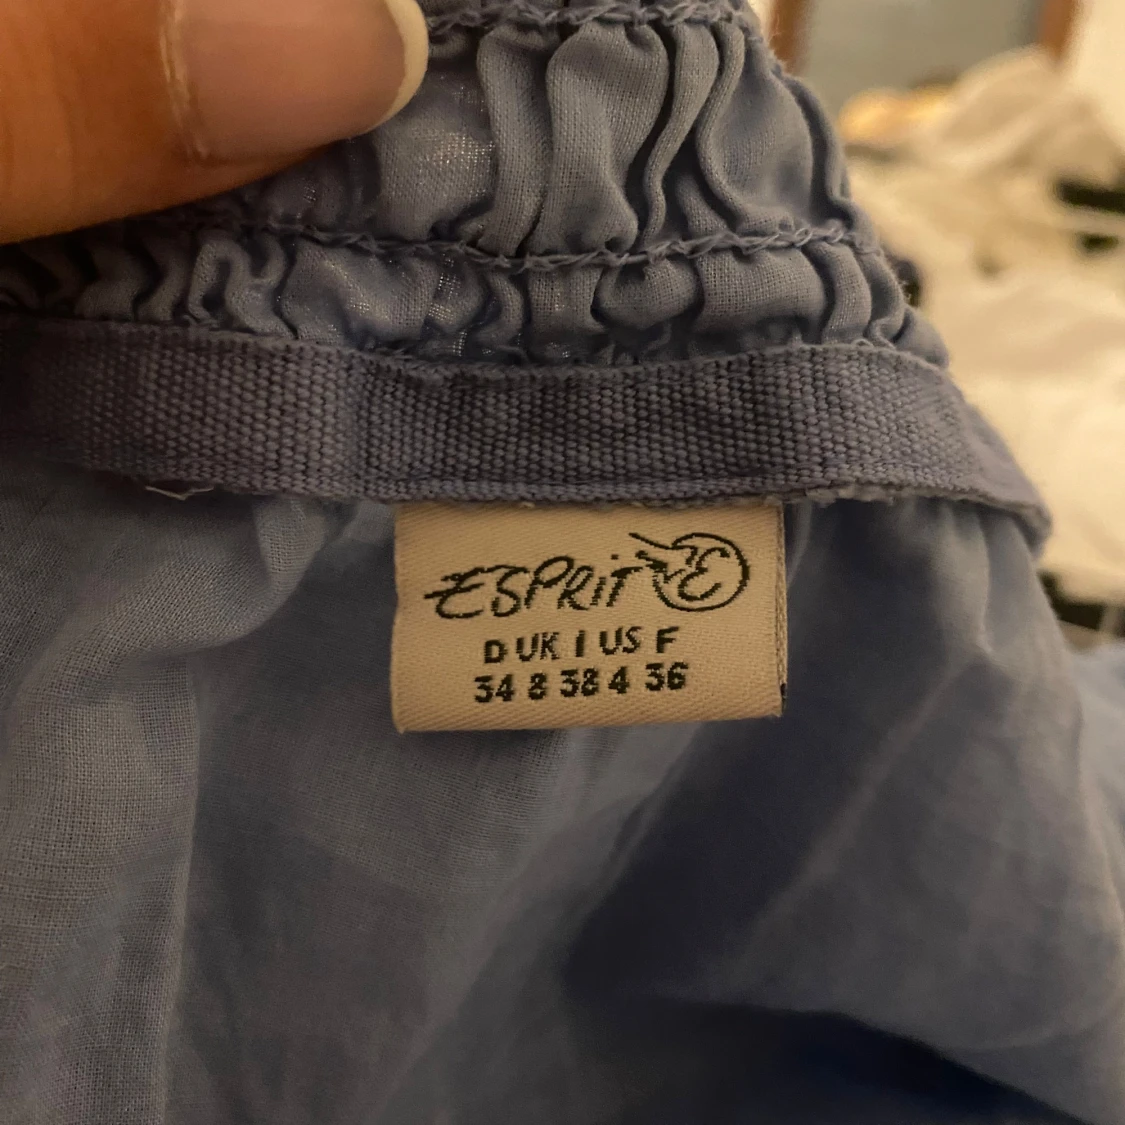 ESPRIT E
D UK I US F
34 8 38 4 36